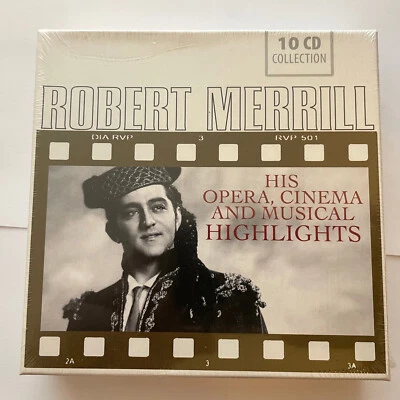 10 CD
COLLECTION
ROBERT MERRILL
DIA RVP 3 RVP 501
HIS
OPERA, CINEMA
AND MUSICAL
HIGHLIGHTS
2A 3 3A